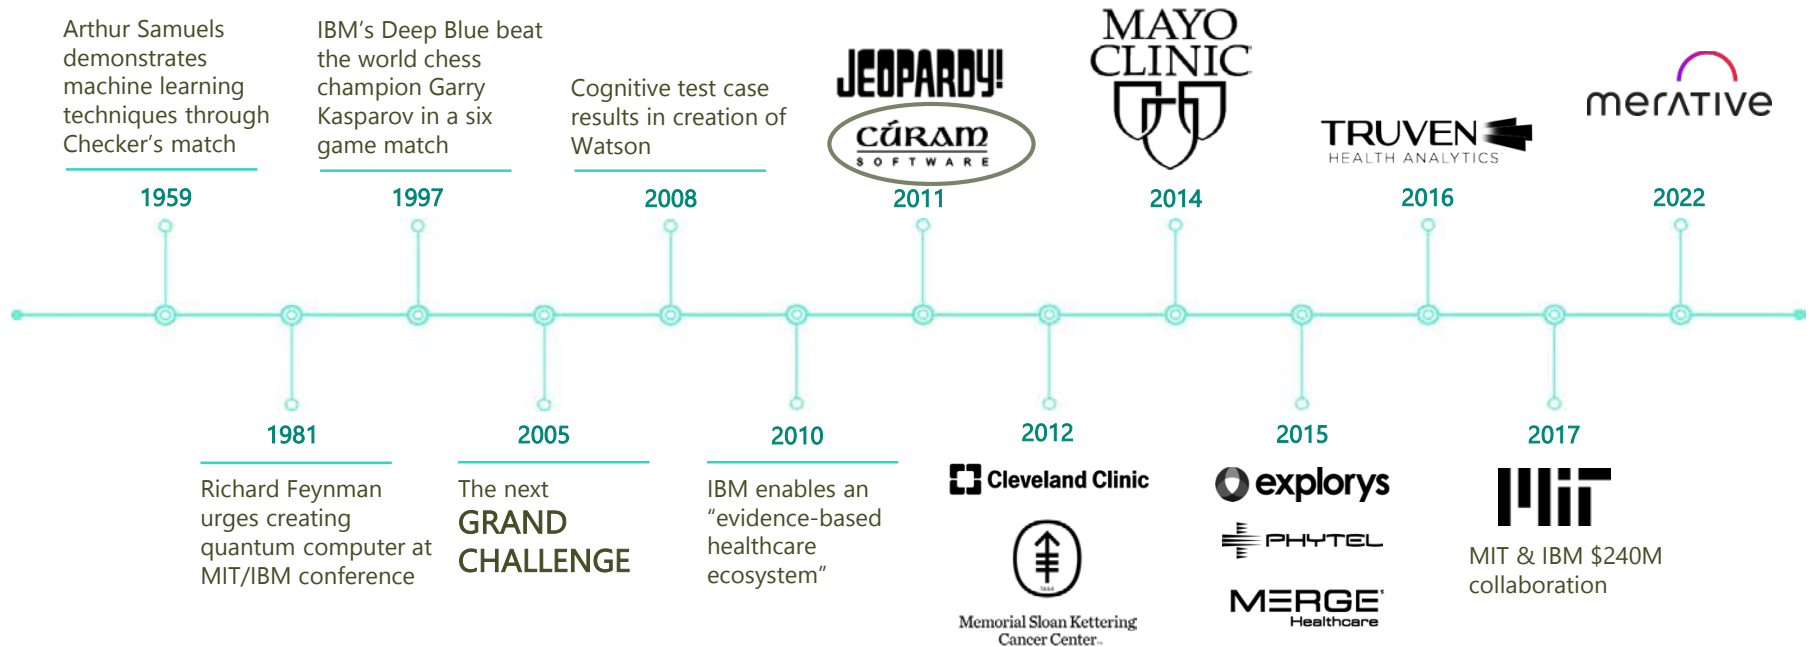 Arthur Samuels
demonstrates
machine learning
techniques through
Checker's match
1959
IBM's Deep Blue beat
the world chess
champion Garry
Kasparov in a six
game match
1997
Cognitive test case
results in creation of
Watson
2008
JEOPARDY!
CÚRAM
SOFTWARE
2011
MAYO
CLINIC
2014
TRUVEN
HEALTH ANALYTICS
2016
merative
2022
1981
Richard Feynman
urges creating
quantum computer at
MIT/IBM conference
2005
The next
GRAND
CHALLENGE
2010
IBM enables an
“evidence-based
healthcare
ecosystem”
2012
Cleveland Clinic
Memorial Sloan Kettering
Cancer Center
2015
explorys
PHYTEL
MERGE
Healthcare
2017
MIT
MIT & IBM $240M
collaboration